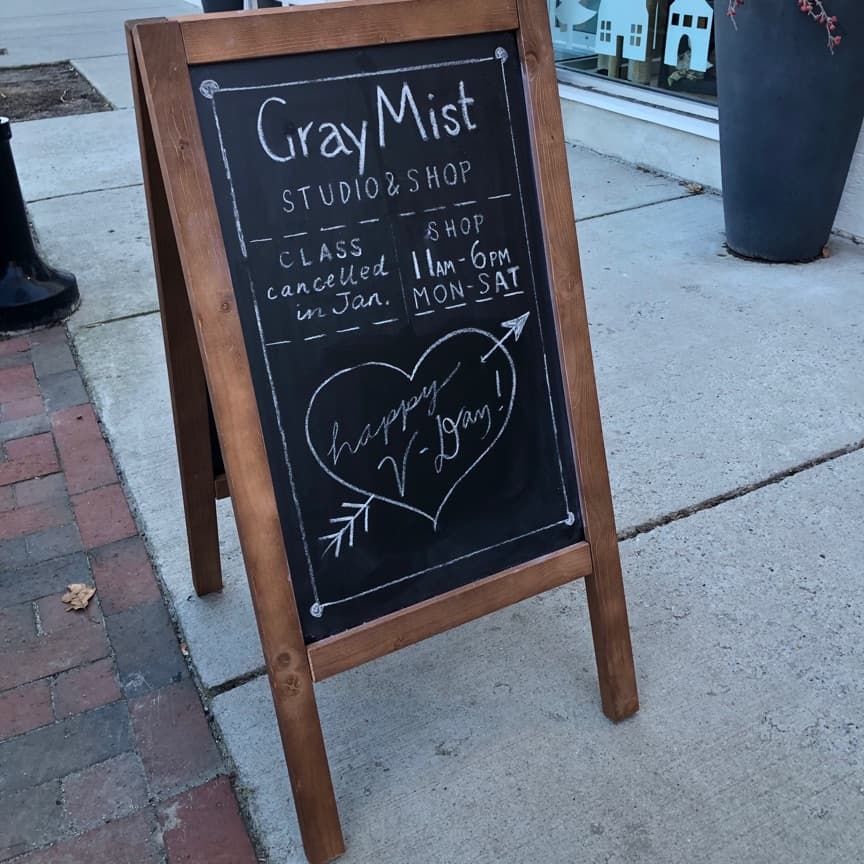 Gray Mist
STUDIO & SHOP
CLASS
cancelled
in Jan.
SHOP
11AM-6PM
MON-SAT
happy
V-Day!